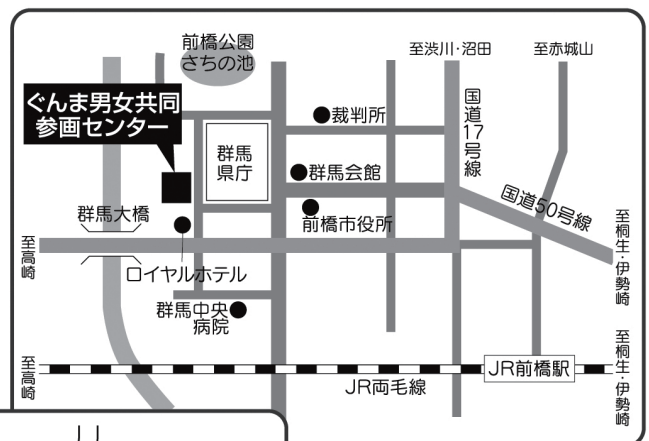 前橋公園
さちの池
至渋川・沼田
至赤城山
ぐんま男女共同
参画センター
裁判所
国道17号線
群馬
県庁
群馬会館
国道50号線
前橋市役所
群馬大橋
至高崎
至桐生・伊勢崎
ロイヤルホテル
群馬中央
病院
至高崎
JR前橋駅
至桐生・伊勢崎
JR両毛線